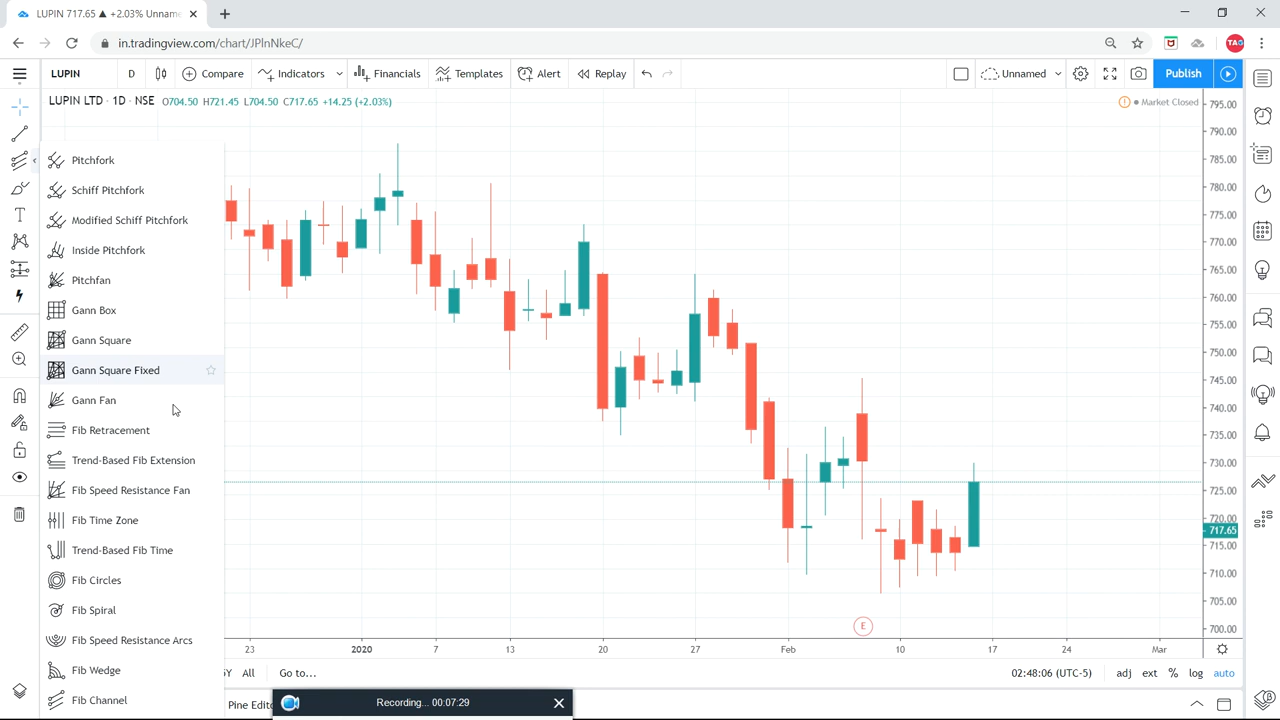 LUPIN 717.65 ▲ +2.03% Unname
in.tradingview.com/chart/JPlnNkeC/
TAG
LUPIN D Compare Indicators Financials Templates Alert Replay Unnamed Publish
LUPIN LTD · 1D · NSE O704.50 H721.45 L704.50 C717.65 +14.25 (+2.03%)
Market Closed
Pitchfork
Schiff Pitchfork
Modified Schiff Pitchfork
Inside Pitchfork
Pitchfan
Gann Box
Gann Square
Gann Square Fixed
Gann Fan
Fib Retracement
Trend-Based Fib Extension
Fib Speed Resistance Fan
Fib Time Zone
Trend-Based Fib Time
Fib Circles
Fib Spiral
Fib Speed Resistance Arcs
Fib Wedge
Fib Channel
795.00
790.00
785.00
780.00
775.00
770.00
765.00
760.00
755.00
750.00
745.00
740.00
735.00
730.00
725.00
720.00
717.65
715.00
710.00
705.00
700.00
E
23 2020 7 13 20 27 Feb 10 17 24 Mar
5Y All Go to... 02:48:06 (UTC-5) adj ext % log auto
Pine Edito
Recording... 00:07:29